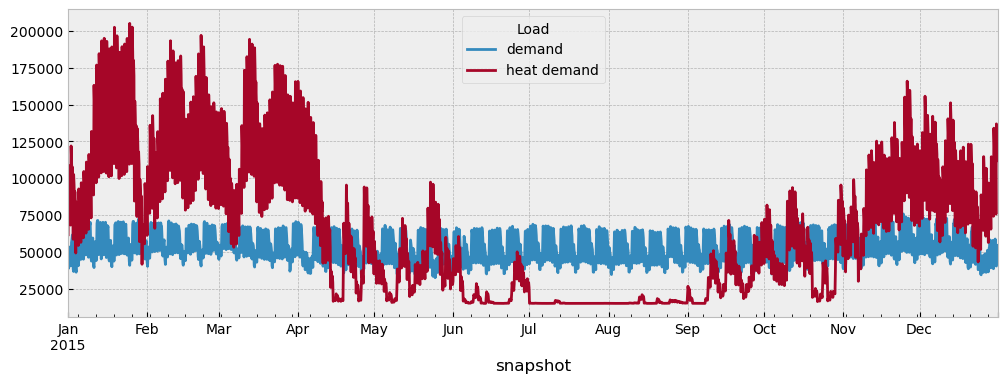 Load
demand
heat demand
200000
175000
150000
125000
100000
75000
50000
25000
Jan Feb Mar Apr May Jun Jul Aug Sep Oct Nov Dec
2015
snapshot